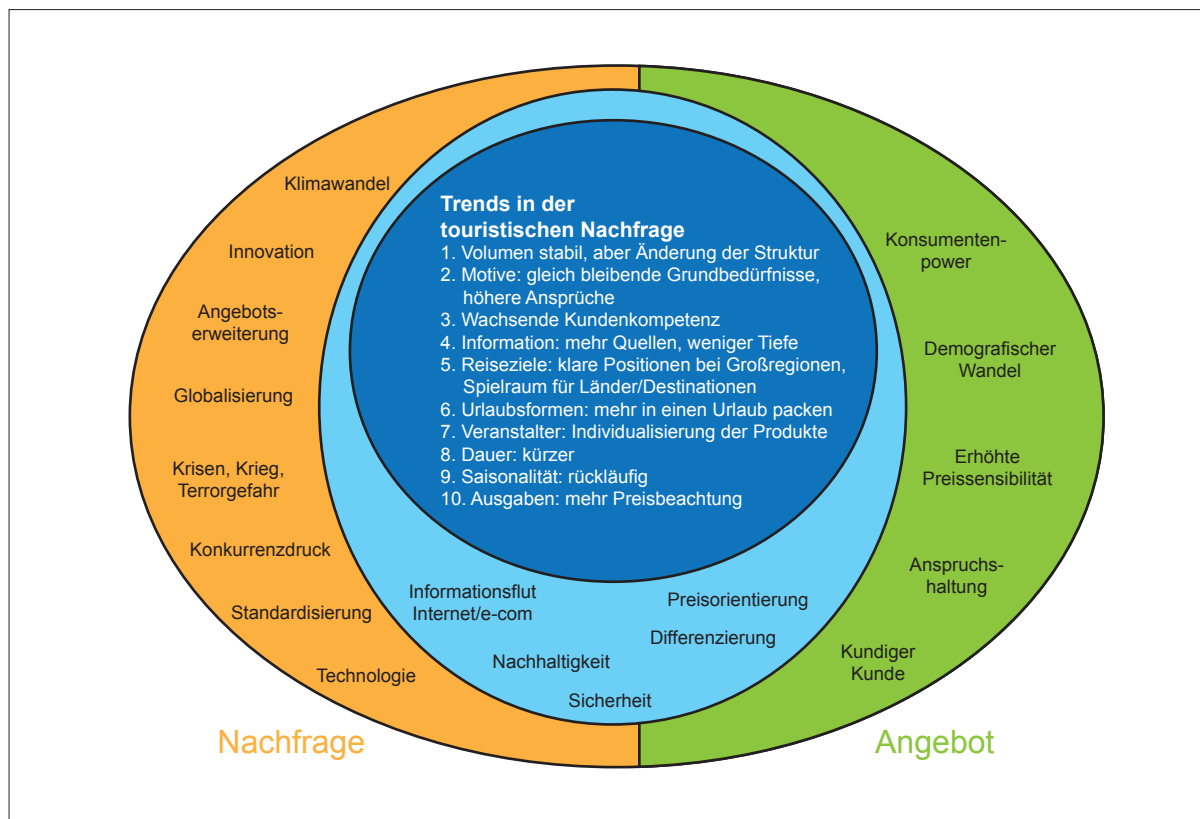 Klimawandel
Innovation
Angebots-
erweiterung
Globalisierung
Krisen, Krieg,
Terrorgefahr
Konkurrenzdruck
Standardisierung
Technologie
Nachfrage
Trends in der
touristischen Nachfrage
1. Volumen stabil, aber Änderung der Struktur
2. Motive: gleich bleibende Grundbedürfnisse,
höhere Ansprüche
3. Wachsende Kundenkompetenz
4. Information: mehr Quellen, weniger Tiefe
5. Reiseziele: klare Positionen bei Großregionen,
Spielraum für Länder/Destinationen
6. Urlaubsformen: mehr in einen Urlaub packen
7. Veranstalter: Individualisierung der Produkte
8. Dauer: kürzer
9. Saisonalität: rückläufig
10. Ausgaben: mehr Preisbeachtung
Informationsflut
Internet/e-com
Preisorientierung
Differenzierung
Nachhaltigkeit
Sicherheit
Konsumenten-
power
Demografischer
Wandel
Erhöhte
Preissensibilität
Anspruchs-
haltung
Kundiger
Kunde
Angebot